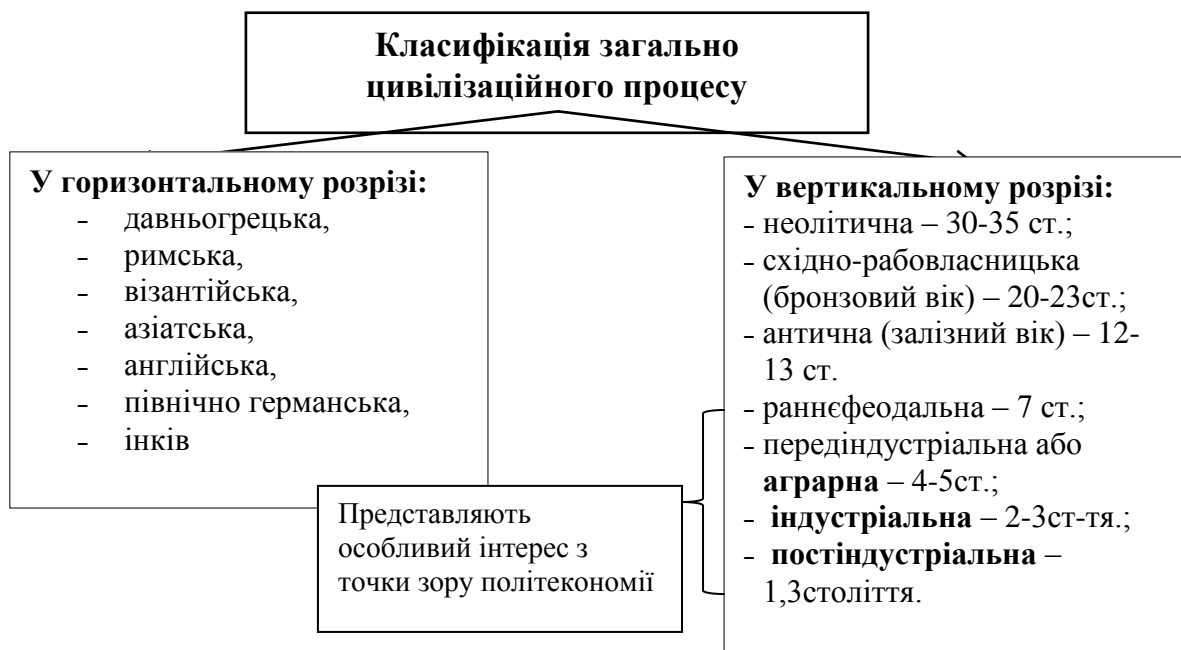 Класифікація загально
цивілізаційного процесу
У горизонтальному розрізі:
- давньогрецька,
- римська,
- візантійська,
- азіатська,
- англійська,
- північно германська,
- інків
У вертикальному розрізі:
- неолітична – 30-35 ст.;
- східно-рабовласницька
(бронзовий вік) – 20-23ст.;
- антична (залізний вік) – 12-
13 ст.
- раннєфеодальна – 7 ст.;
- передіндустріальна або
аграрна – 4-5ст.;
- індустріальна – 2-3ст-тя.;
- постіндустріальна –
1,3століття.
Представляють
особливий інтерес з
точки зору політекономії